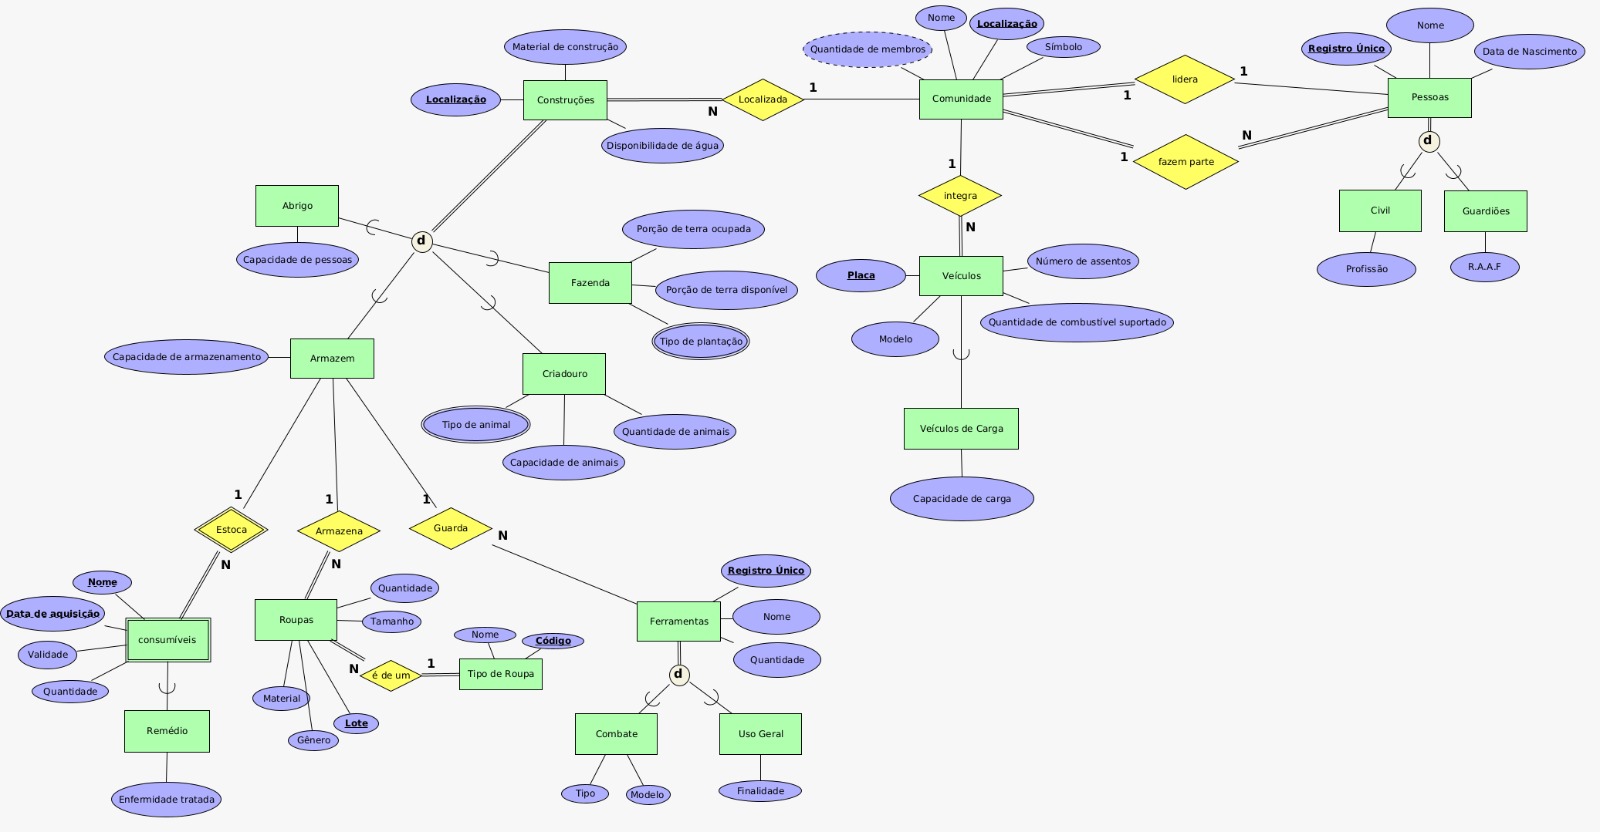 Nome
Localização
Nome
Material de construção
Quantidade de membros
Símbolo
Registro Único
Data de Nascimento
lidera
1
1
Localização
Construções
Localizada
1
N
Comunidade
1
Pessoas
Disponibilidade de água
N
d
1
fazem parte
1
integra
N
Abrigo
Civil
Guardiões
d
Porção de terra ocupada
Capacidade de pessoas
Profissão
R.A.A.F
Placa
Veículos
Número de assentos
Fazenda
Porção de terra disponível
Quantidade de combustível suportado
Modelo
Tipo de plantação
Capacidade de armazenamento
Armazem
Criadouro
Tipo de animal
Quantidade de animais
Capacidade de animais
Veículos de Carga
Capacidade de carga
1
1
1
Estoca
Armazena
Guarda
N
N
N
Nome
Data de aquisição
Validade
Quantidade
consumíveis
Quantidade
Tamanho
Roupas
Registro Único
Nome
Quantidade
Ferramentas
Nome
Código
N
é de um
1
Tipo de Roupa
d
Material
Lote
Gênero
Remédio
Combate
Uso Geral
Enfermidade tratada
Tipo
Modelo
Finalidade